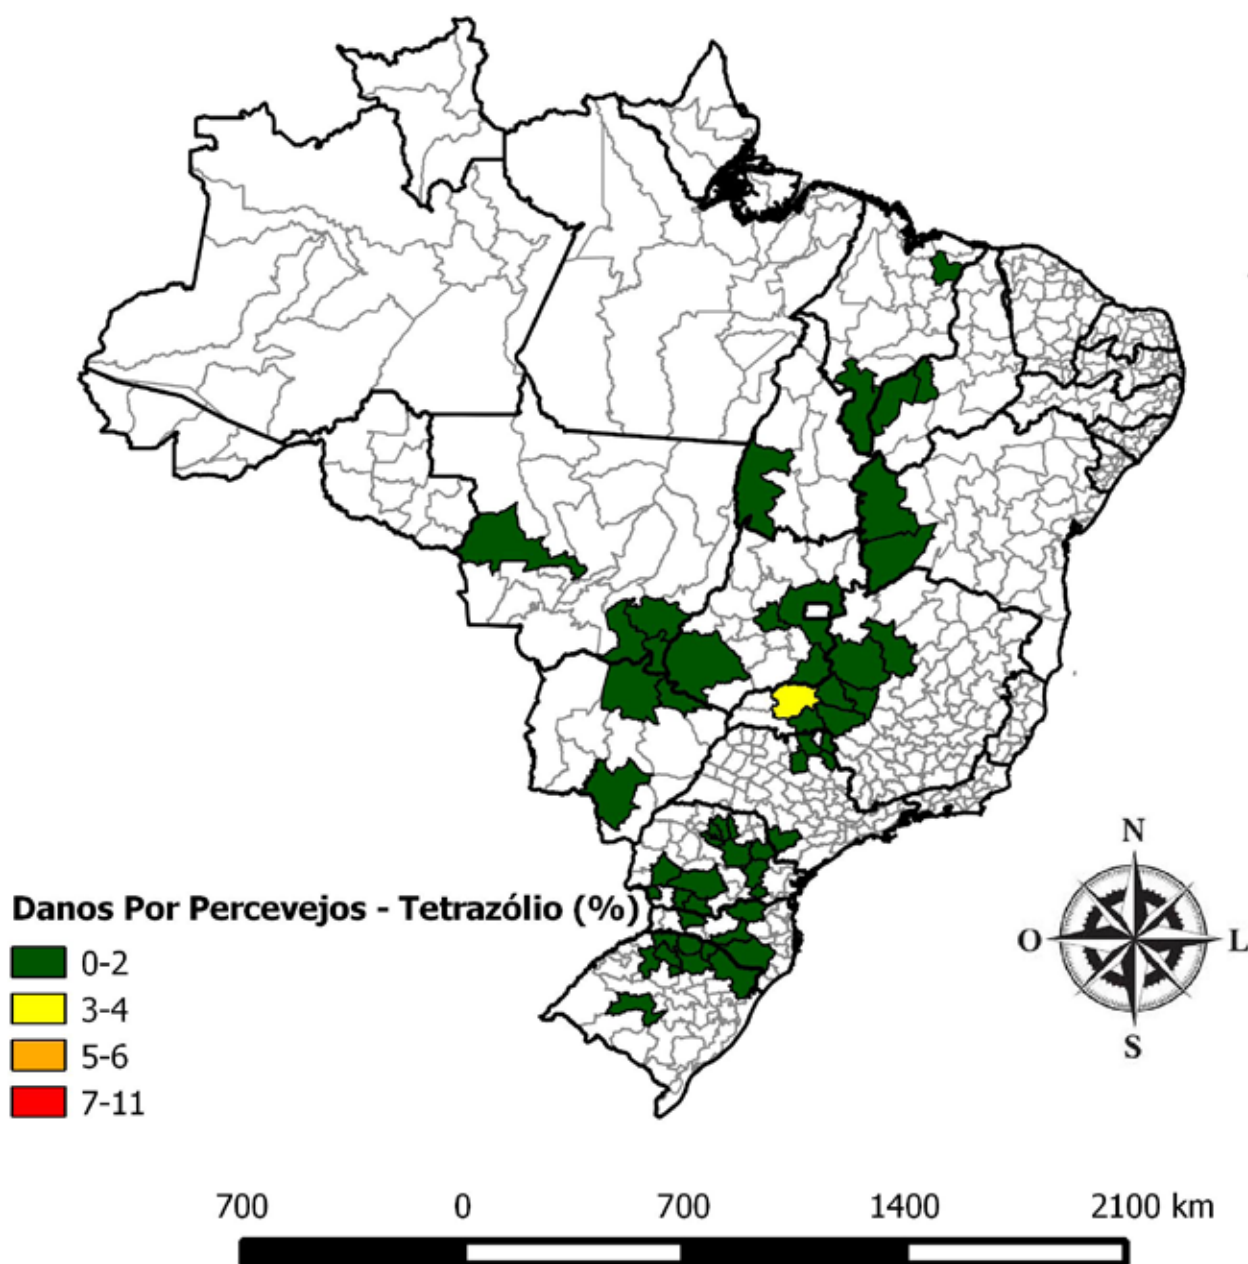 N
O
L
S
Danos Por Percevejos - Tetrazólio (%)
0-2
3-4
5-6
7-11
700 0 700 1400 2100 km